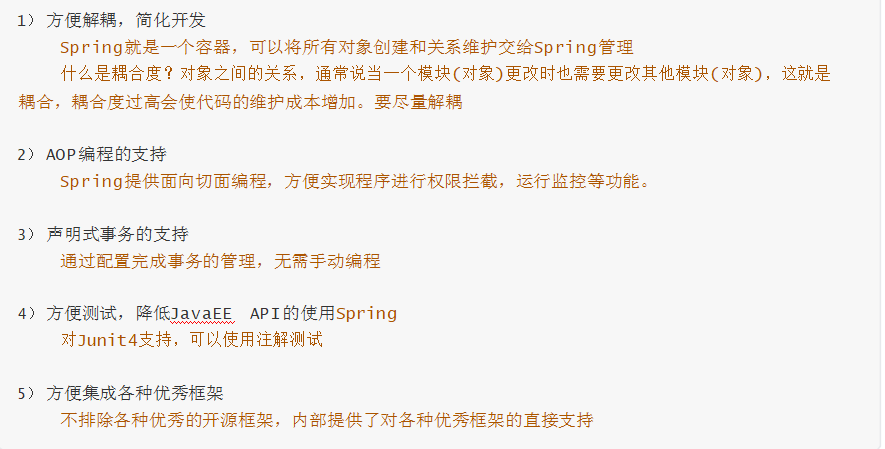 1) 方便解耦，简化开发
Spring就是一个容器，可以将所有对象创建和关系维护交给Spring管理
什么是耦合度？对象之间的关系，通常说当一个模块(对象)更改时也需要更改其他模块(对象)，这就是
耦合，耦合度过高会使代码的维护成本增加。要尽量解耦
2) AOP编程的支持
Spring提供面向切面编程，方便实现程序进行权限拦截，运行监控等功能。
3) 声明式事务的支持
通过配置完成事务的管理，无需手动编程
4) 方便测试，降低JavaEE API的使用Spring
对Junit4支持，可以使用注解测试
5) 方便集成各种优秀框架
不排除各种优秀的开源框架，内部提供了对各种优秀框架的直接支持